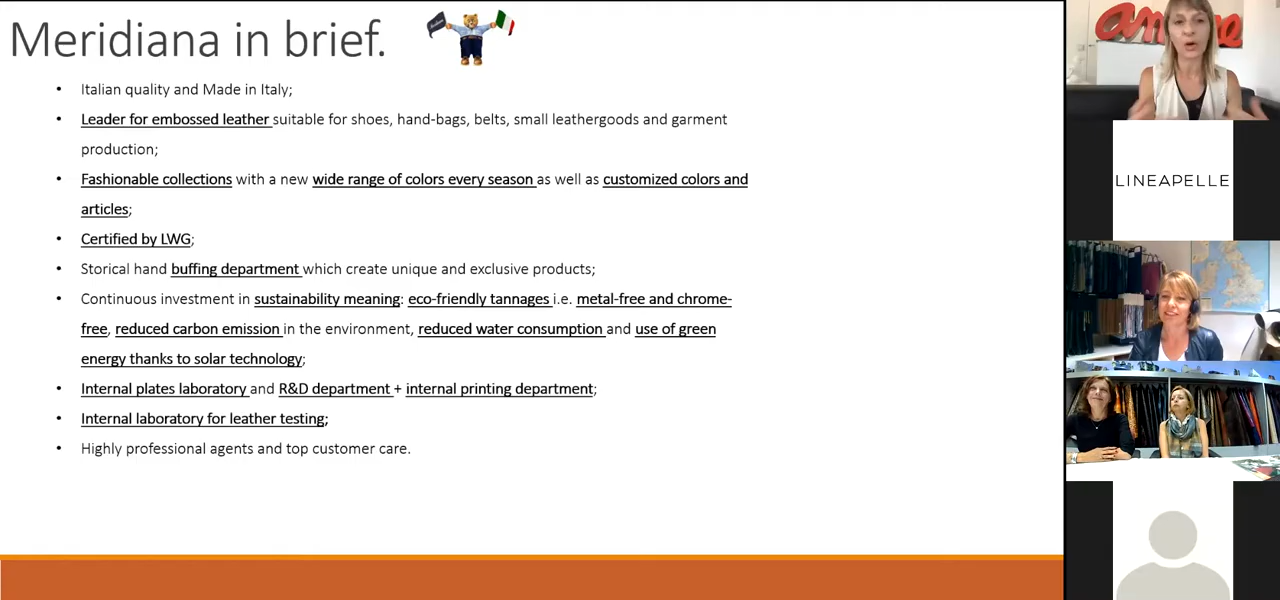 Meridiana in brief.
• Italian quality and Made in Italy;
• Leader for embossed leather suitable for shoes, hand-bags, belts, small leathergoods and garment
production;
• Fashionable collections with a new wide range of colors every season as well as customized colors and
articles;
• Certified by LWG;
• Storical hand buffing department which create unique and exclusive products;
• Continuous investment in sustainability meaning: eco-friendly tannages i.e. metal-free and chrome-
free, reduced carbon emission in the environment, reduced water consumption and use of green
energy thanks to solar technology;
• Internal plates laboratory and R&D department + internal printing department;
• Internal laboratory for leather testing;
• Highly professional agents and top customer care.
LINEAPELLE